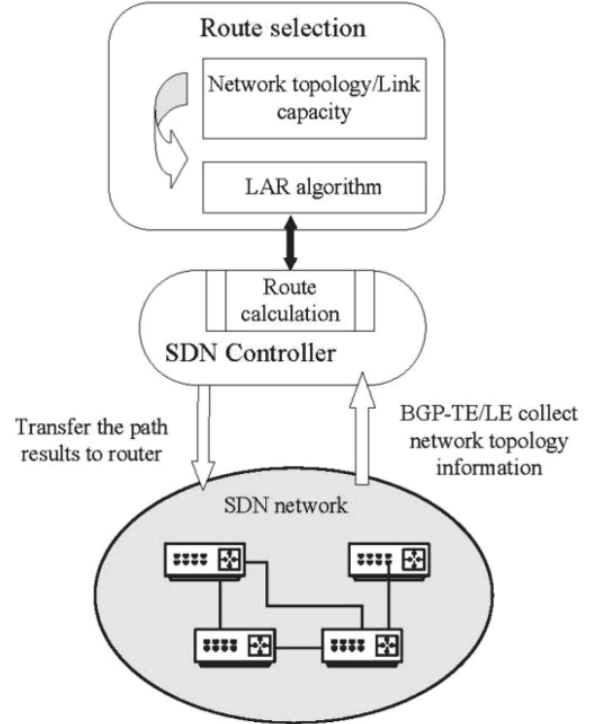 Route selection
Network topology/Link
capacity
LAR algorithm
Route
calculation
SDN Controller
Transfer the path
results to router
BGP-TE/LE collect
network topology
information
SDN network